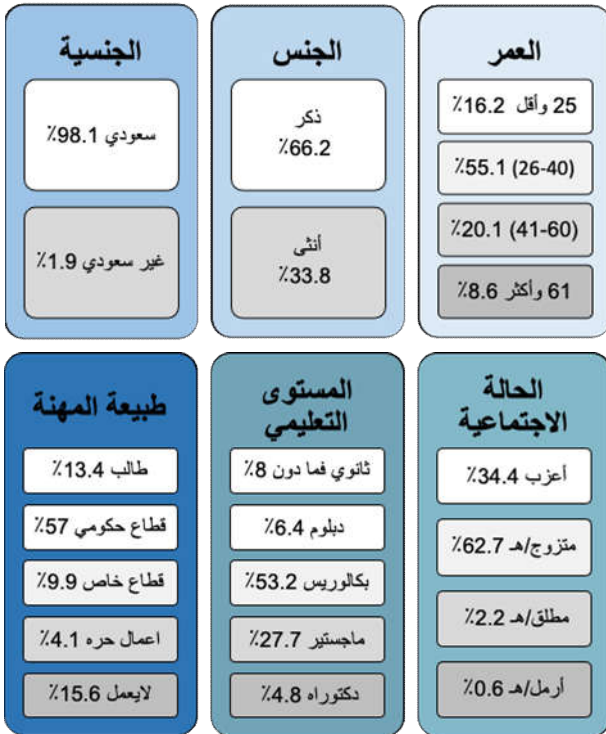 العمر
25 وأقل 16.2٪
(26-40) 55.1٪
(41-60) 20.1٪
61 وأكثر 8.6٪
الجنس
ذكر
66.2٪
أنثى
33.8٪
الجنسية
سعودي 98.1٪
غير سعودي 1.9٪
الحالة
الاجتماعية
أعزب 34.4٪
متزوج/هـ 62.7٪
مطلق/هـ 2.2٪
أرمل/هـ 0.6٪
المستوى
التعليمي
ثانوي فما دون 8٪
دبلوم 6.4٪
بكالوريس 53.2٪
ماجستير 27.7٪
دكتوراه 4.8٪
طبيعة المهنة
طالب 13.4٪
قطاع حكومي 57٪
قطاع خاص 9.9٪
اعمال حره 4.1٪
لايعمل 15.6٪